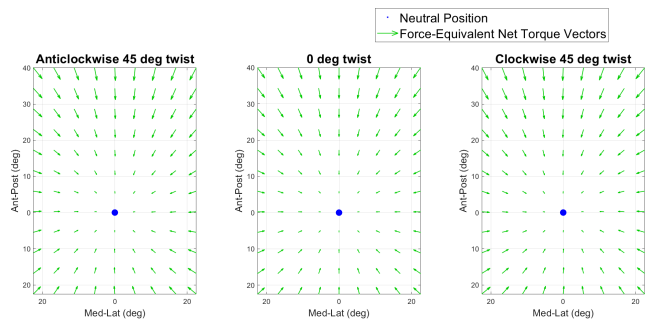 Neutral Position
Force-Equivalent Net Torque Vectors
Anticlockwise 45 deg twist
0 deg twist
Clockwise 45 deg twist
40
30
20
10
0
10
20
Ant-Post (deg)
20
0
20
Med-Lat (deg)
40
30
20
10
0
10
20
Ant-Post (deg)
20
0
20
Med-Lat (deg)
40
30
20
10
0
10
20
Ant-Post (deg)
20
0
20
Med-Lat (deg)